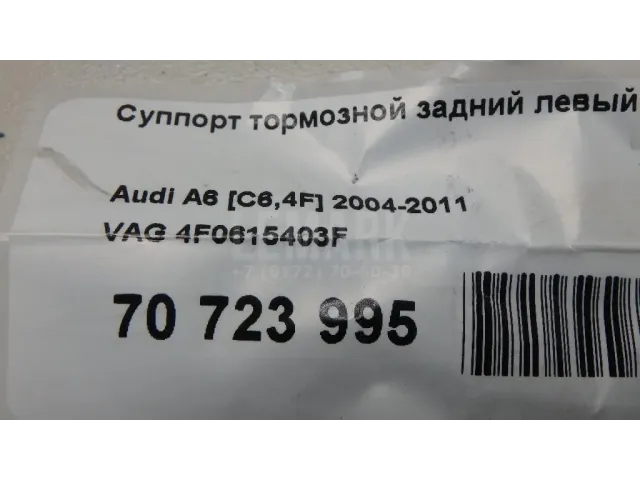 Суппорт тормозной задний левый
Audi A6 [C6,4F] 2004-2011
VAG 4F0615403F
70 723 995